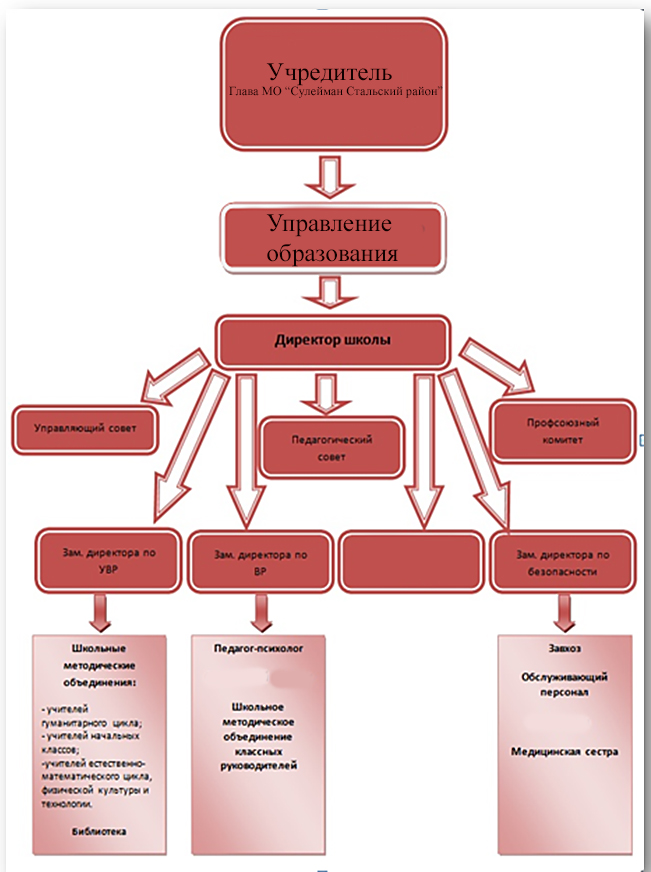 Учредитель
Глава МО “Сулейман Стальский район”
Управление
образования
Директор школы
Управляющий совет
Педагогический
совет
Профсоюзный
комитет
Зам. директора по
УВР
Зам. директора по
ВР
Зам. директора по
безопасности
Школьные
методические
объединения:
- учителей
гуманитарного цикла;
- учителей начальных
классов;
-учителей естественно-
математического цикла,
физической культуры и
технологии.
Библиотека
Педагог-психолог
Школьное
методическое
объединение
классных
руководителей
Завхоз
Обслуживающий
персонал
Медицинская сестра